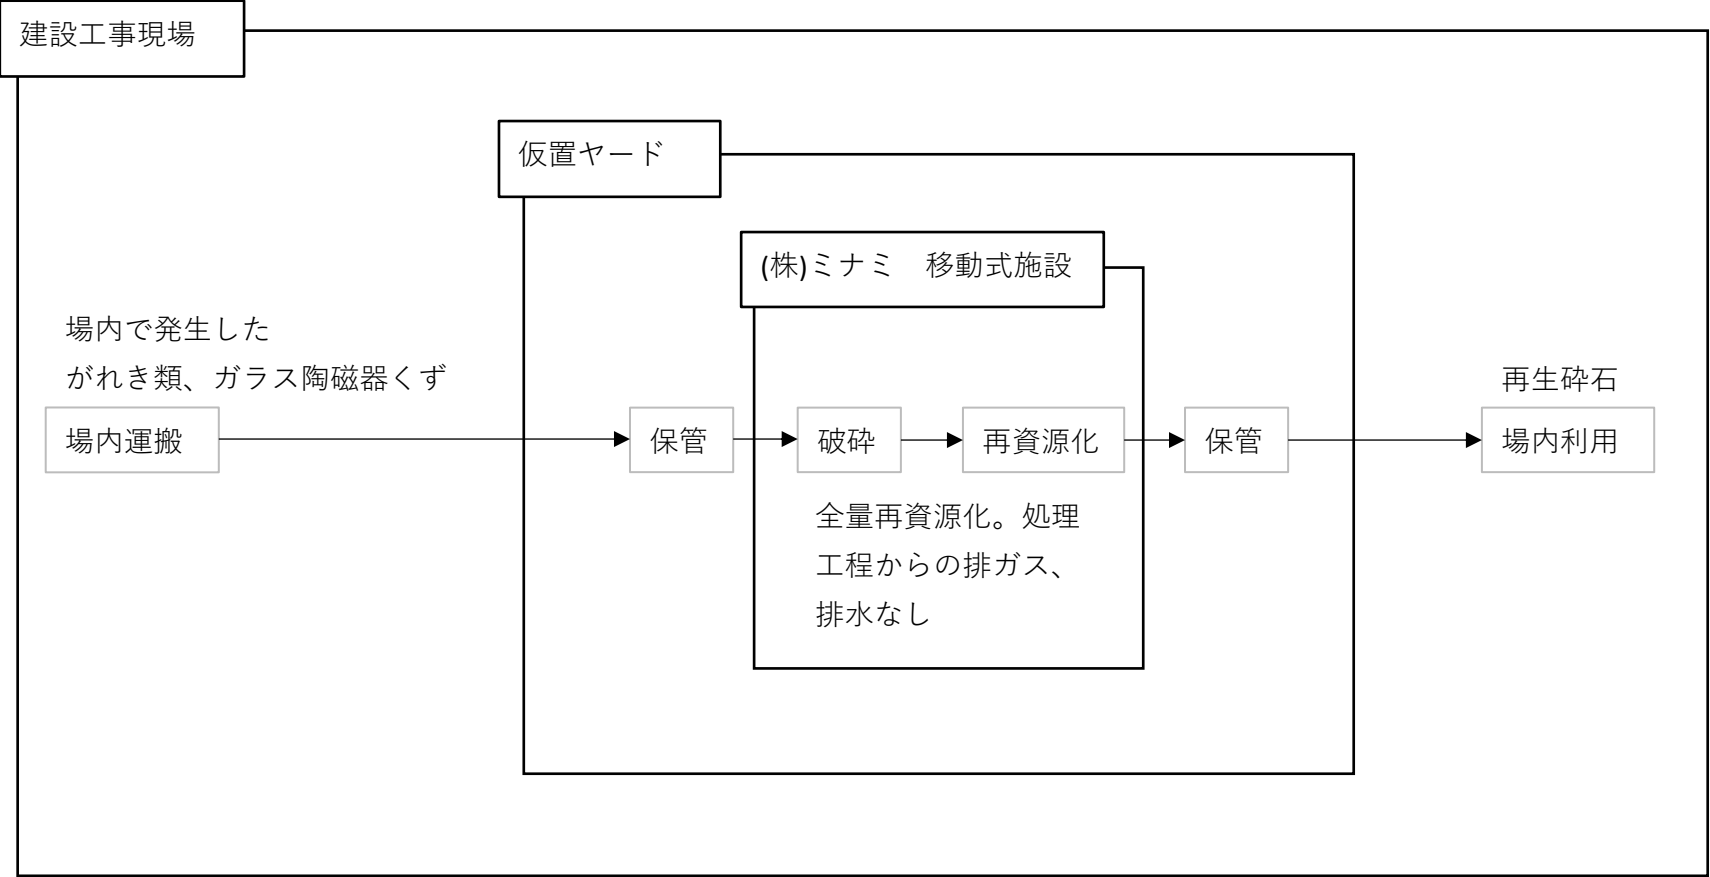 建設工事現場
仮置ヤード
(株)ミナミ　移動式施設
場内で発生した
がれき類、ガラス陶磁器くず
再生砕石
場内運搬
保管
破砕
再資源化
保管
場内利用
全量再資源化。処理
工程からの排ガス、
排水なし